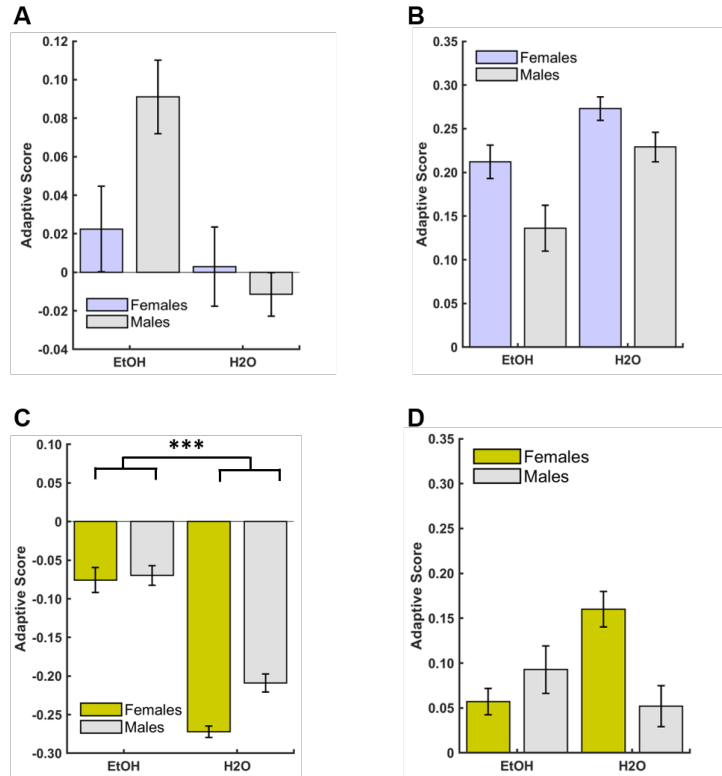 A
0.12
0.10
0.08
0.06
0.04
0.02
0
-0.02
-0.04
Adaptive Score
Females
Males
EtOH H2O
B
0.35
0.30
0.25
0.20
0.15
0.10
0.05
0
Adaptive Score
Females
Males
EtOH H2O
C
0.10
0.05
0
-0.05
-0.10
-0.15
-0.20
-0.25
-0.30
Adaptive Score
***
Females
Males
EtOH H2O
D
0.35
0.30
0.25
0.20
0.15
0.10
0.05
0
Adaptive Score
Females
Males
EtOH H2O